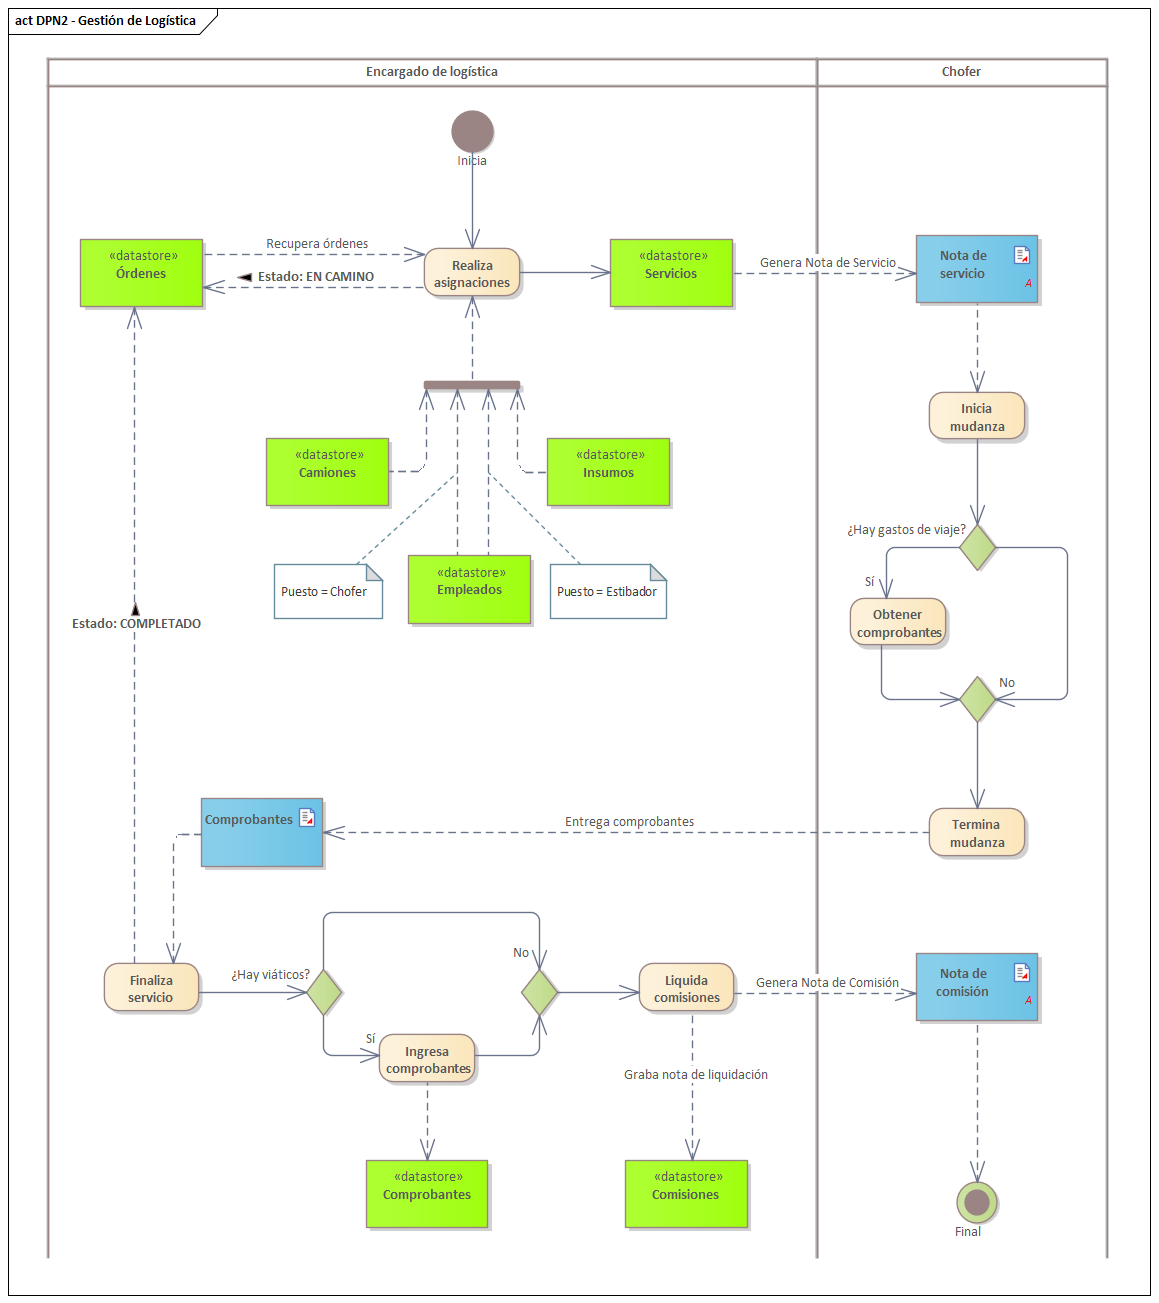 act DPN2 - Gestión de Logística
Encargado de logística
Chofer
Inicia
«datastore»
Órdenes
Recupera órdenes
Estado: EN CAMINO
Realiza
asignaciones
«datastore»
Servicios
Genera Nota de Servicio
Nota de
servicio
A
Inicia
mudanza
«datastore»
Camiones
«datastore»
Insumos
¿Hay gastos de viaje?
Sí
Puesto = Chofer
«datastore»
Empleados
Puesto = Estibador
Obtener
comprobantes
Estado: COMPLETADO
No
Comprobantes
Entrega comprobantes
Termina
mudanza
Finaliza
servicio
¿Hay viáticos?
No
Sí
Ingresa
comprobantes
Liquida
comisiones
Genera Nota de Comisión
Nota de
comisión
A
Graba nota de liquidación
«datastore»
Comprobantes
«datastore»
Comisiones
Final